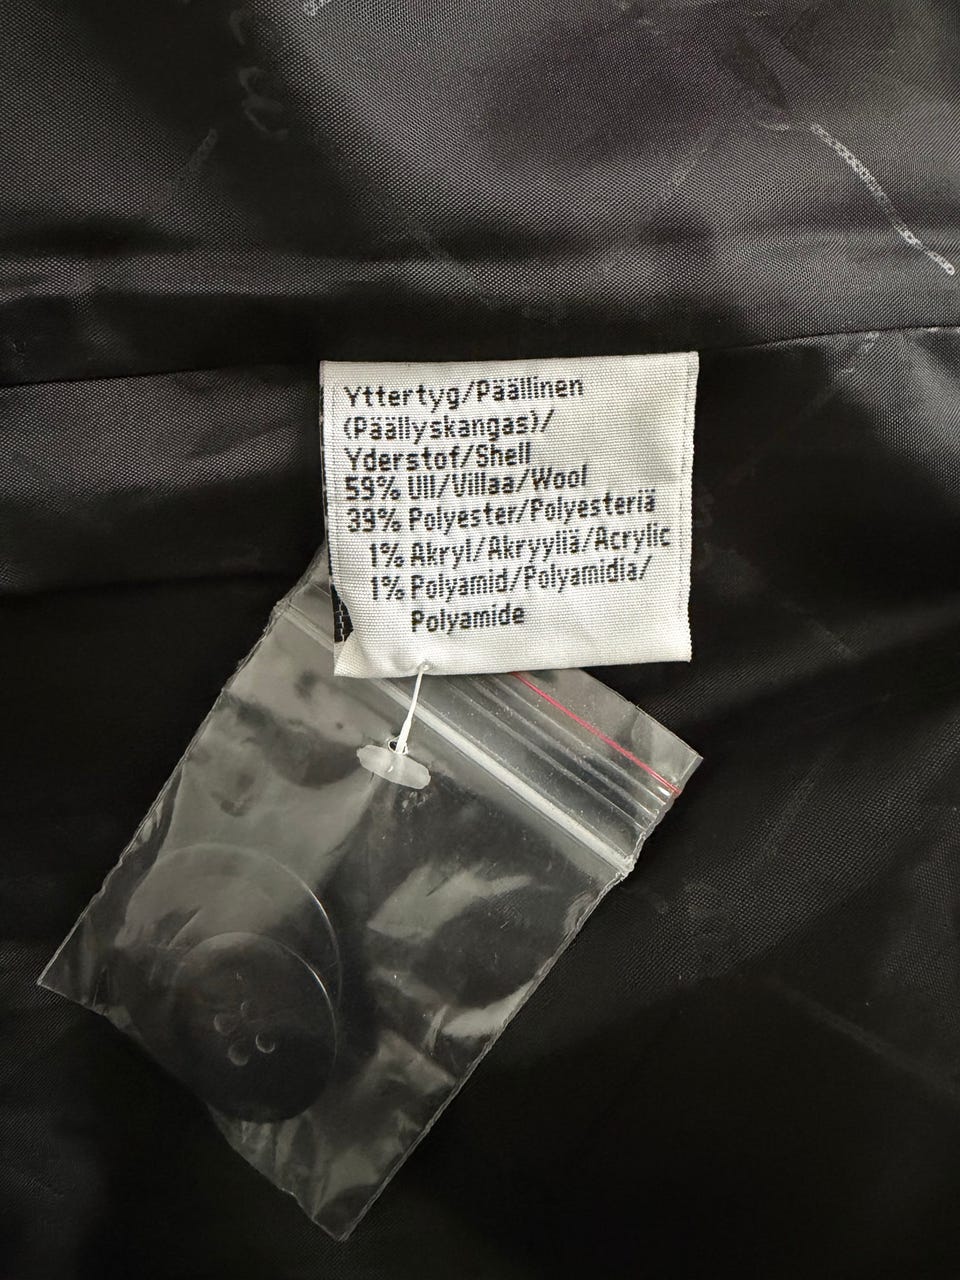 Yttertyg/Päällinen
(Päällyskangas)/
Yderstof/Shell
59% Ull/Villaa/Wool
39% Polyester/Polyesteriä
1% Akryl/Akryyliä/Acrylic
1% Polyamid/Polyamidia/
Polyamide